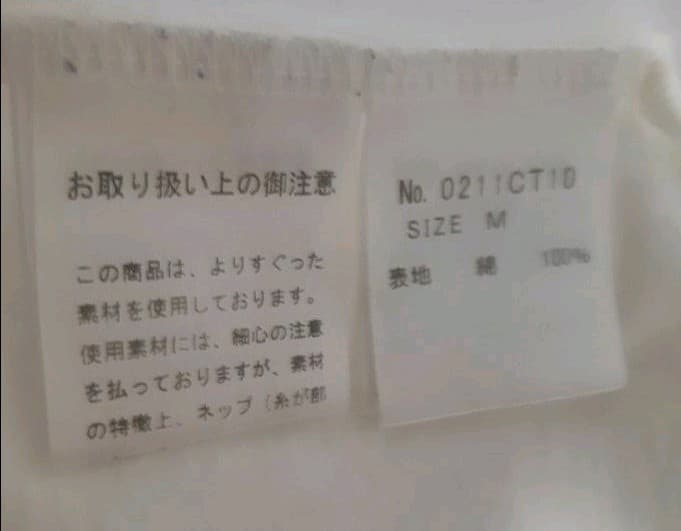 お取り扱い上の御注意
この商品は、よりすぐった
素材を使用しております。
使用素材には、細心の注意
を払っておりますが、素材
の特徴上、ネップ（糸が部
No. 0211CT10
SIZE M
表地 綿 100%